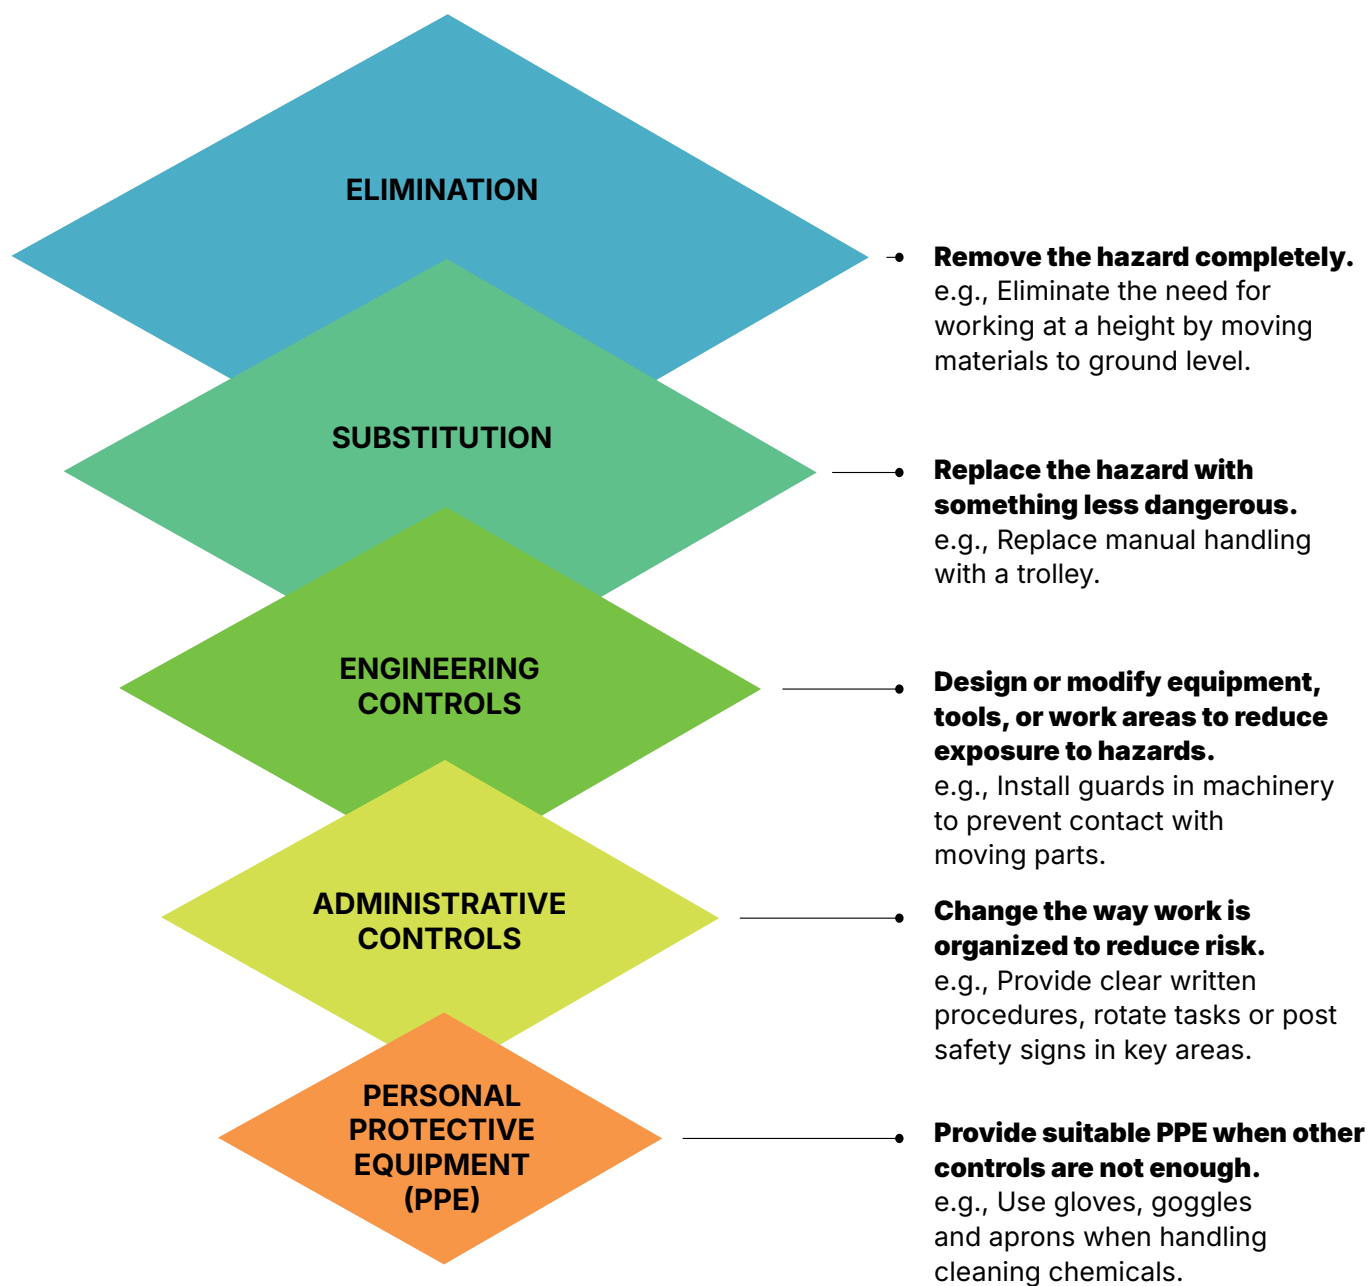 ELIMINATION
Remove the hazard completely.
e.g., Eliminate the need for
working at a height by moving
materials to ground level.
SUBSTITUTION
Replace the hazard with
something less dangerous.
e.g., Replace manual handling
with a trolley.
ENGINEERING
CONTROLS
Design or modify equipment,
tools, or work areas to reduce
exposure to hazards.
e.g., Install guards in machinery
to prevent contact with
moving parts.
ADMINISTRATIVE
CONTROLS
Change the way work is
organized to reduce risk.
e.g., Provide clear written
procedures, rotate tasks or post
safety signs in key areas.
PERSONAL
PROTECTIVE
EQUIPMENT
(PPE)
Provide suitable PPE when other
controls are not enough.
e.g., Use gloves, goggles
and aprons when handling
cleaning chemicals.